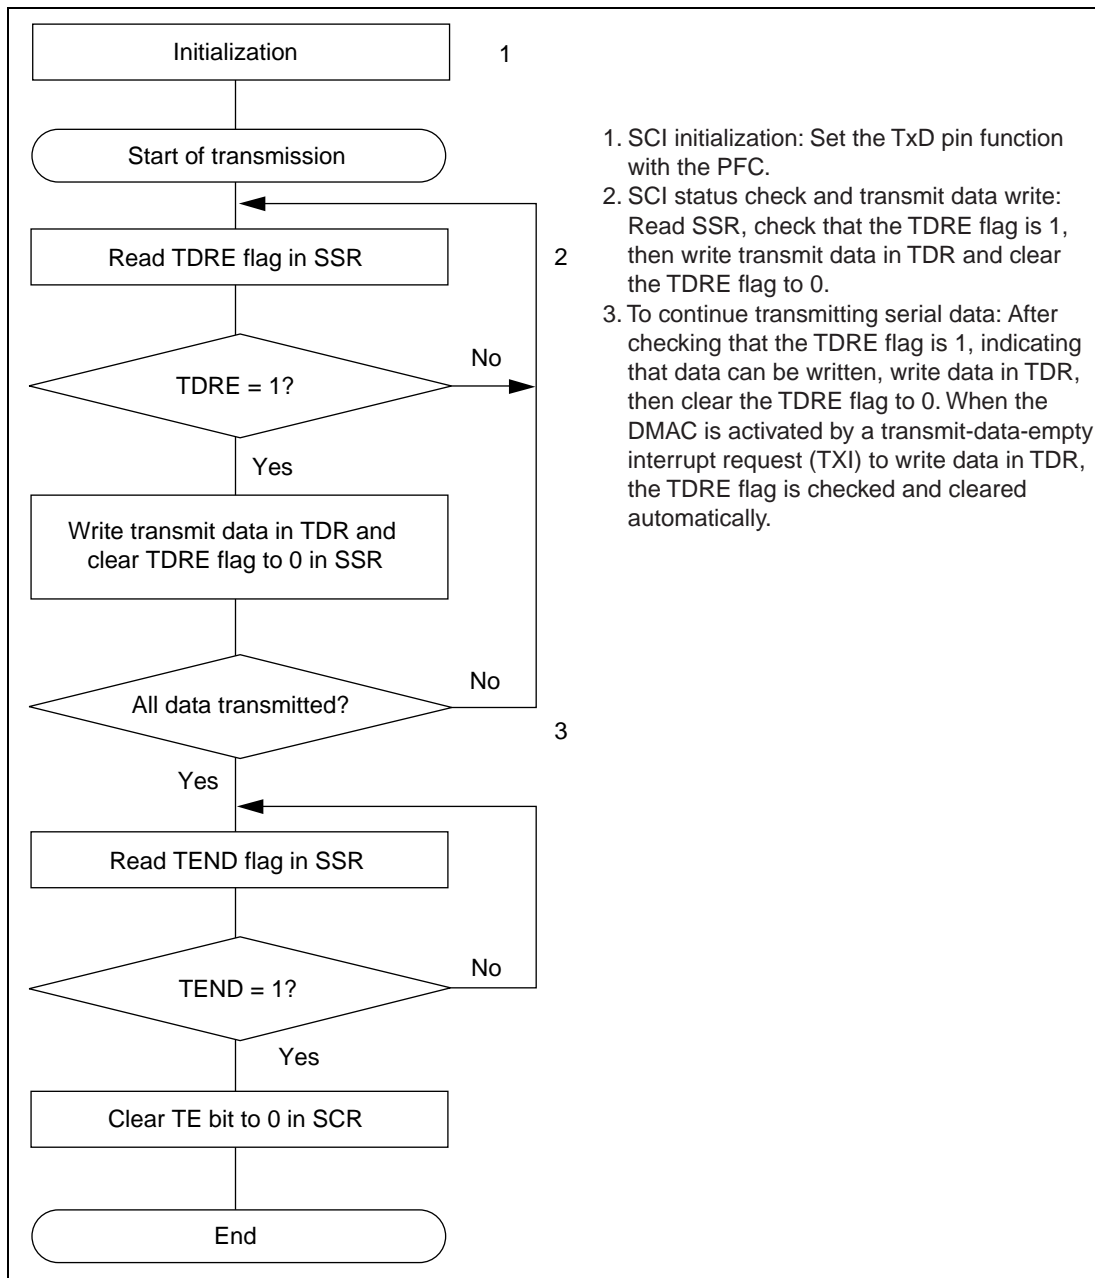 Initialization
1
Start of transmission
Read TDRE flag in SSR
2
TDRE = 1?
No
Yes
Write transmit data in TDR and
clear TDRE flag to 0 in SSR
All data transmitted?
No
3
Yes
Read TEND flag in SSR
TEND = 1?
No
Yes
Clear TE bit to 0 in SCR
End
1. SCI initialization: Set the TxD pin function
with the PFC.
2. SCI status check and transmit data write:
Read SSR, check that the TDRE flag is 1,
then write transmit data in TDR and clear
the TDRE flag to 0.
3. To continue transmitting serial data: After
checking that the TDRE flag is 1, indicating
that data can be written, write data in TDR,
then clear the TDRE flag to 0. When the
DMAC is activated by a transmit-data-empty
interrupt request (TXI) to write data in TDR,
the TDRE flag is checked and cleared
automatically.